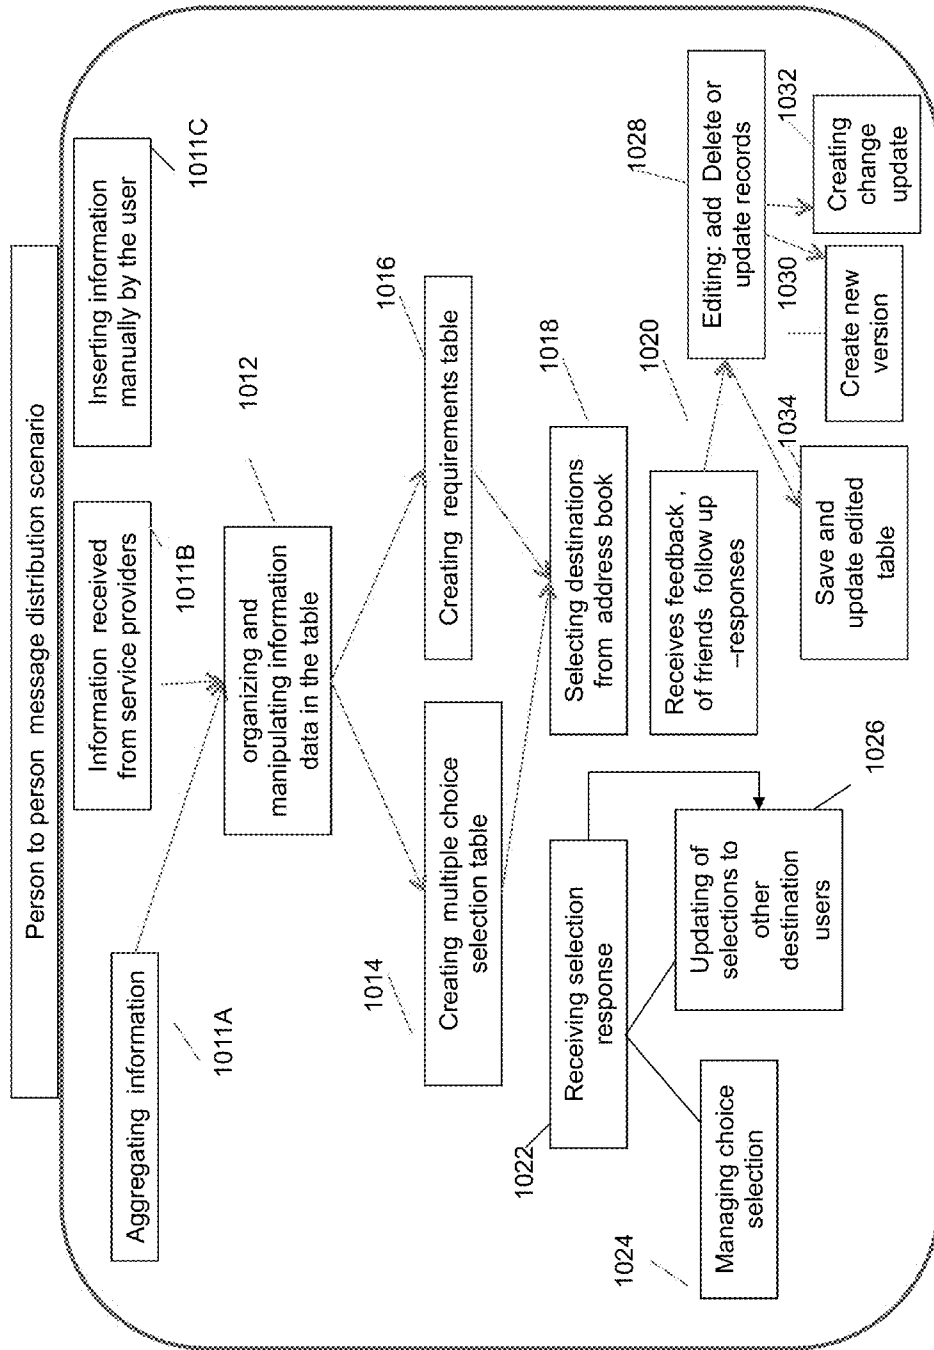 Person to person message distribution scenario
Aggregating information
1011A
Information received
from service providers
1011B
Inserting information
manually by the user
1011C
organizing and
manipulating information
data in the table
1012
1014
Creating multiple choice
selection table
Creating requirements table
1016
Selecting destinations
from address book
1018
1022
Receiving selection
response
Receives feedback ,
of friends follow up
–responses
1020
Editing: add Delete or
update records
1028
1024
Managing choice
selection
Updating of
selections to
other
destination
users
1026
1034
Save and
update edited
table
1030
Create new
version
1032
Creating
change
update